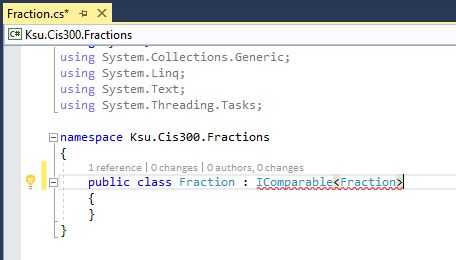 Fraction.cs*
C# Ksu.Cis300.Fractions
using System.Collections.Generic;
using System.Linq;
using System.Text;
using System.Threading.Tasks;
namespace Ksu.Cis300.Fractions
{
1 reference | 0 changes | 0 authors, 0 changes
public class Fraction : IComparable<Fraction>
{
}
}